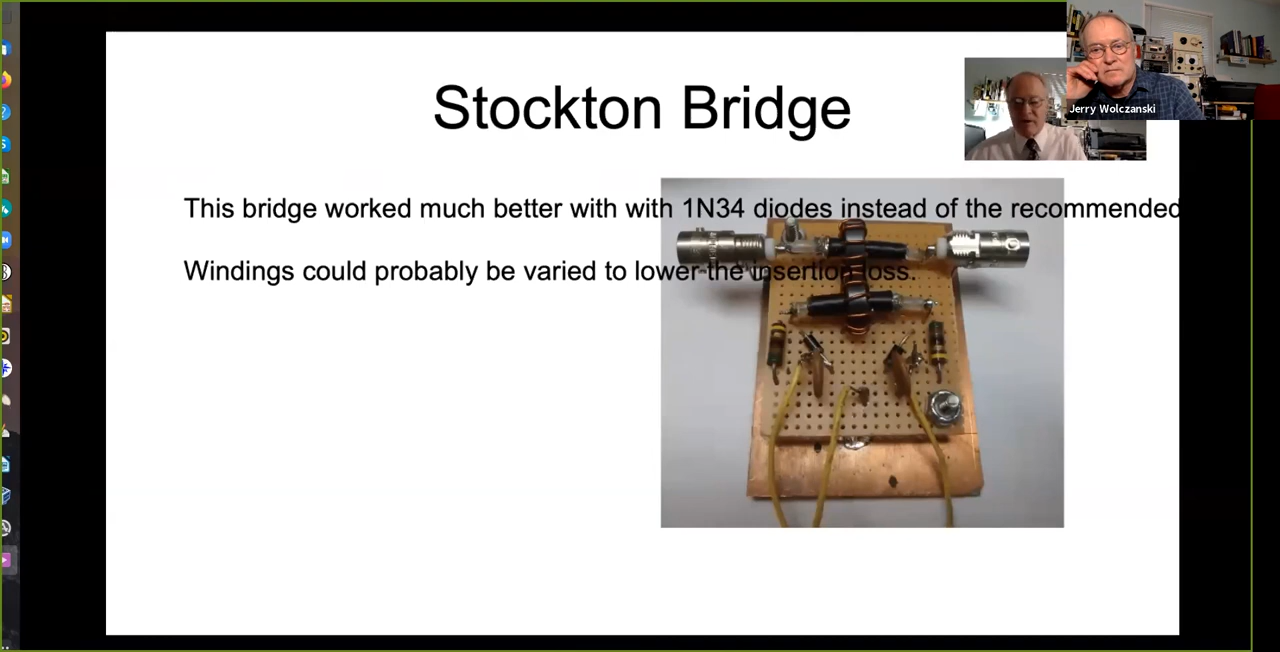 Stockton Bridge
Jerry Wolczanski
This bridge worked much better with with 1N34 diodes instead of the recommended
Windings could probably be varied to lower the insertion loss.